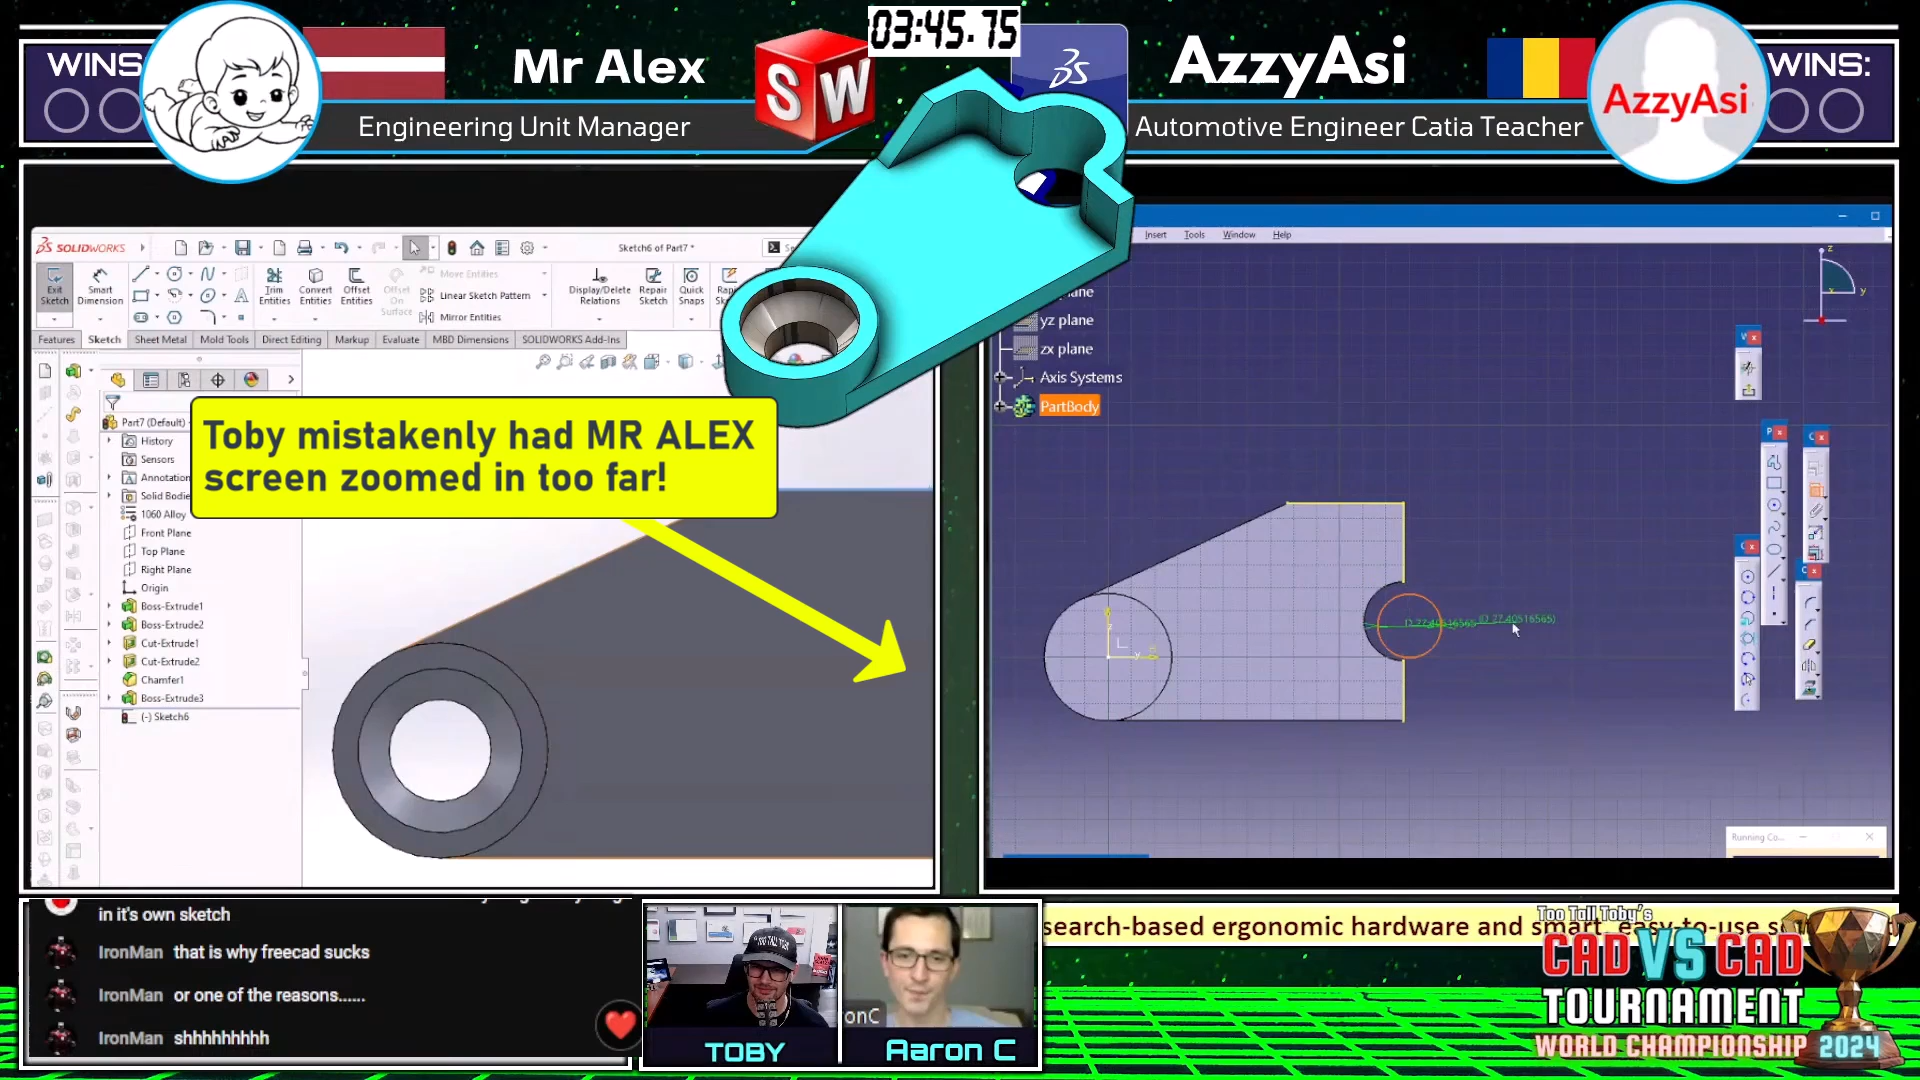 WINS
Mr Alex
Engineering Unit Manager
SW
03:45.75
AzzyAsi
Automotive Engineer Catia Teacher
AzzyAsi
WINS:
SOLIDWORKS
Sketch6 of Part7 *
Exit Sketch
Smart Dimension
Trim Entities
Convert Entities
Offset Entities
Offset On Surface
Move Entities
Linear Sketch Pattern
Mirror Entities
Display/Delete Relations
Repair Sketch
Quick Snaps
Features
Sketch
Sheet Metal
Mold Tools
Direct Editing
Markup
Evaluate
MBD Dimensions
SOLIDWORKS Add-Ins
Part7 (Default)
History
Sensors
Annotation
Solid Bodie
1060 Alloy
Front Plane
Top Plane
Right Plane
Origin
Boss-Extrude1
Boss-Extrude2
Cut-Extrude1
Cut-Extrude2
Chamfer1
Boss-Extrude3
(-) Sketch6
Toby mistakenly had MR ALEX
screen zoomed in too far!
Insert
Tools
Window
Help
yz plane
zx plane
Axis Systems
PartBody
z
x
y
Running Co...
in it's own sketch
IronMan that is why freecad sucks
IronMan or one of the reasons......
IronMan shhhhhhhhh
TOO TALL TOBY
TOBY
onC
Aaron C
search-based ergonomic hardware and smart, easy-to-use s
Too Tall Toby's
CAD VS CAD
TOURNAMENT
WORLD CHAMPIONSHIP 2024